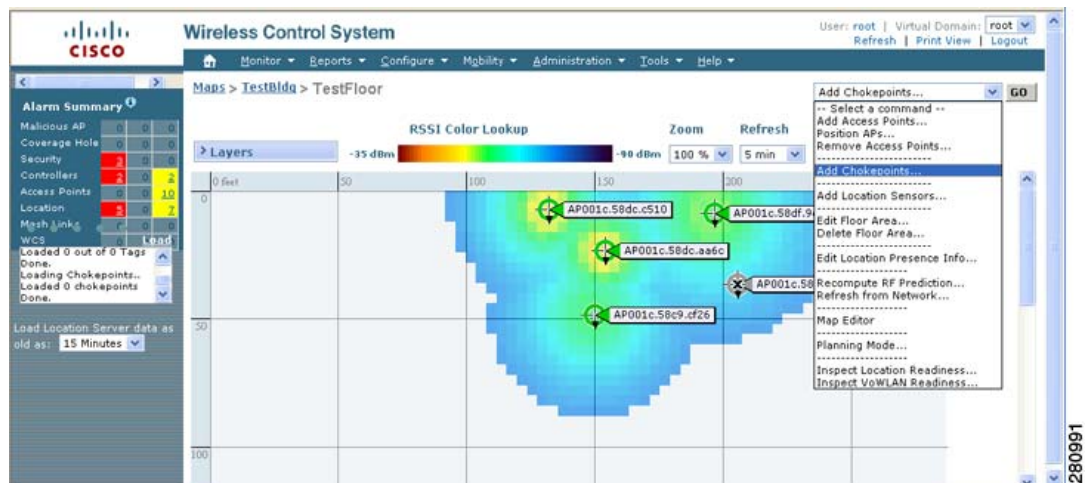 CISCO
Wireless Control System
User: root | Virtual Domain: root
Refresh | Print View | Logout
Monitor Reports Configure Mobility Administration Tools Help
Alarm Summary
Malicious AP 0 0 0
Coverage Hole 0 0 0
Security 0 0
Controllers 2 0 2
Access Points 0 10
Location 0 7
Mesh Links
WCS Load
Loaded 0 out of 0 Tags
Done.
Loading Chokepoints..
Loaded 0 chokepoints
Done.
Load Location Server data as
old as: 15 Minutes
Maps > TestBldg > TestFloor
Add Chokepoints... GO
RSSI Color Lookup Zoom Refresh
Layers -35 dBm -90 dBm 100 % 5 min
0 feet 50 100 150 200
0
AP001c.58dc.c510
AP001c.58df.9
AP001c.58dc.aa6c
AP001c.58
AP001c.58c9.cf26
50
100
-- Select a command --
Add Access Points...
Position APs...
Remove Access Points...
Add Chokepoints...
Add Location Sensors...
Edit Floor Area...
Delete Floor Area...
Edit Location Presence Info...
Recompute RF Prediction...
Refresh from Network...
Map Editor
Planning Mode...
Inspect Location Readiness...
Inspect VoWLAN Readiness...
280991